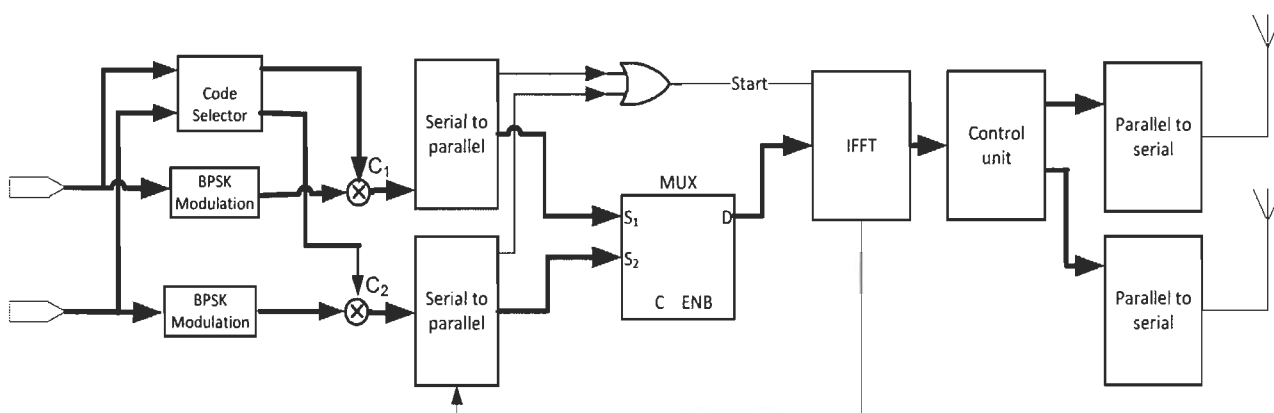 Code
Selector
BPSK
Modulation
C1
Serial to
parallel
BPSK
Modulation
C2
Serial to
parallel
Start
MUX
S1
S2
D
C ENB
IFFT
Control
unit
Parallel to
serial
Parallel to
serial